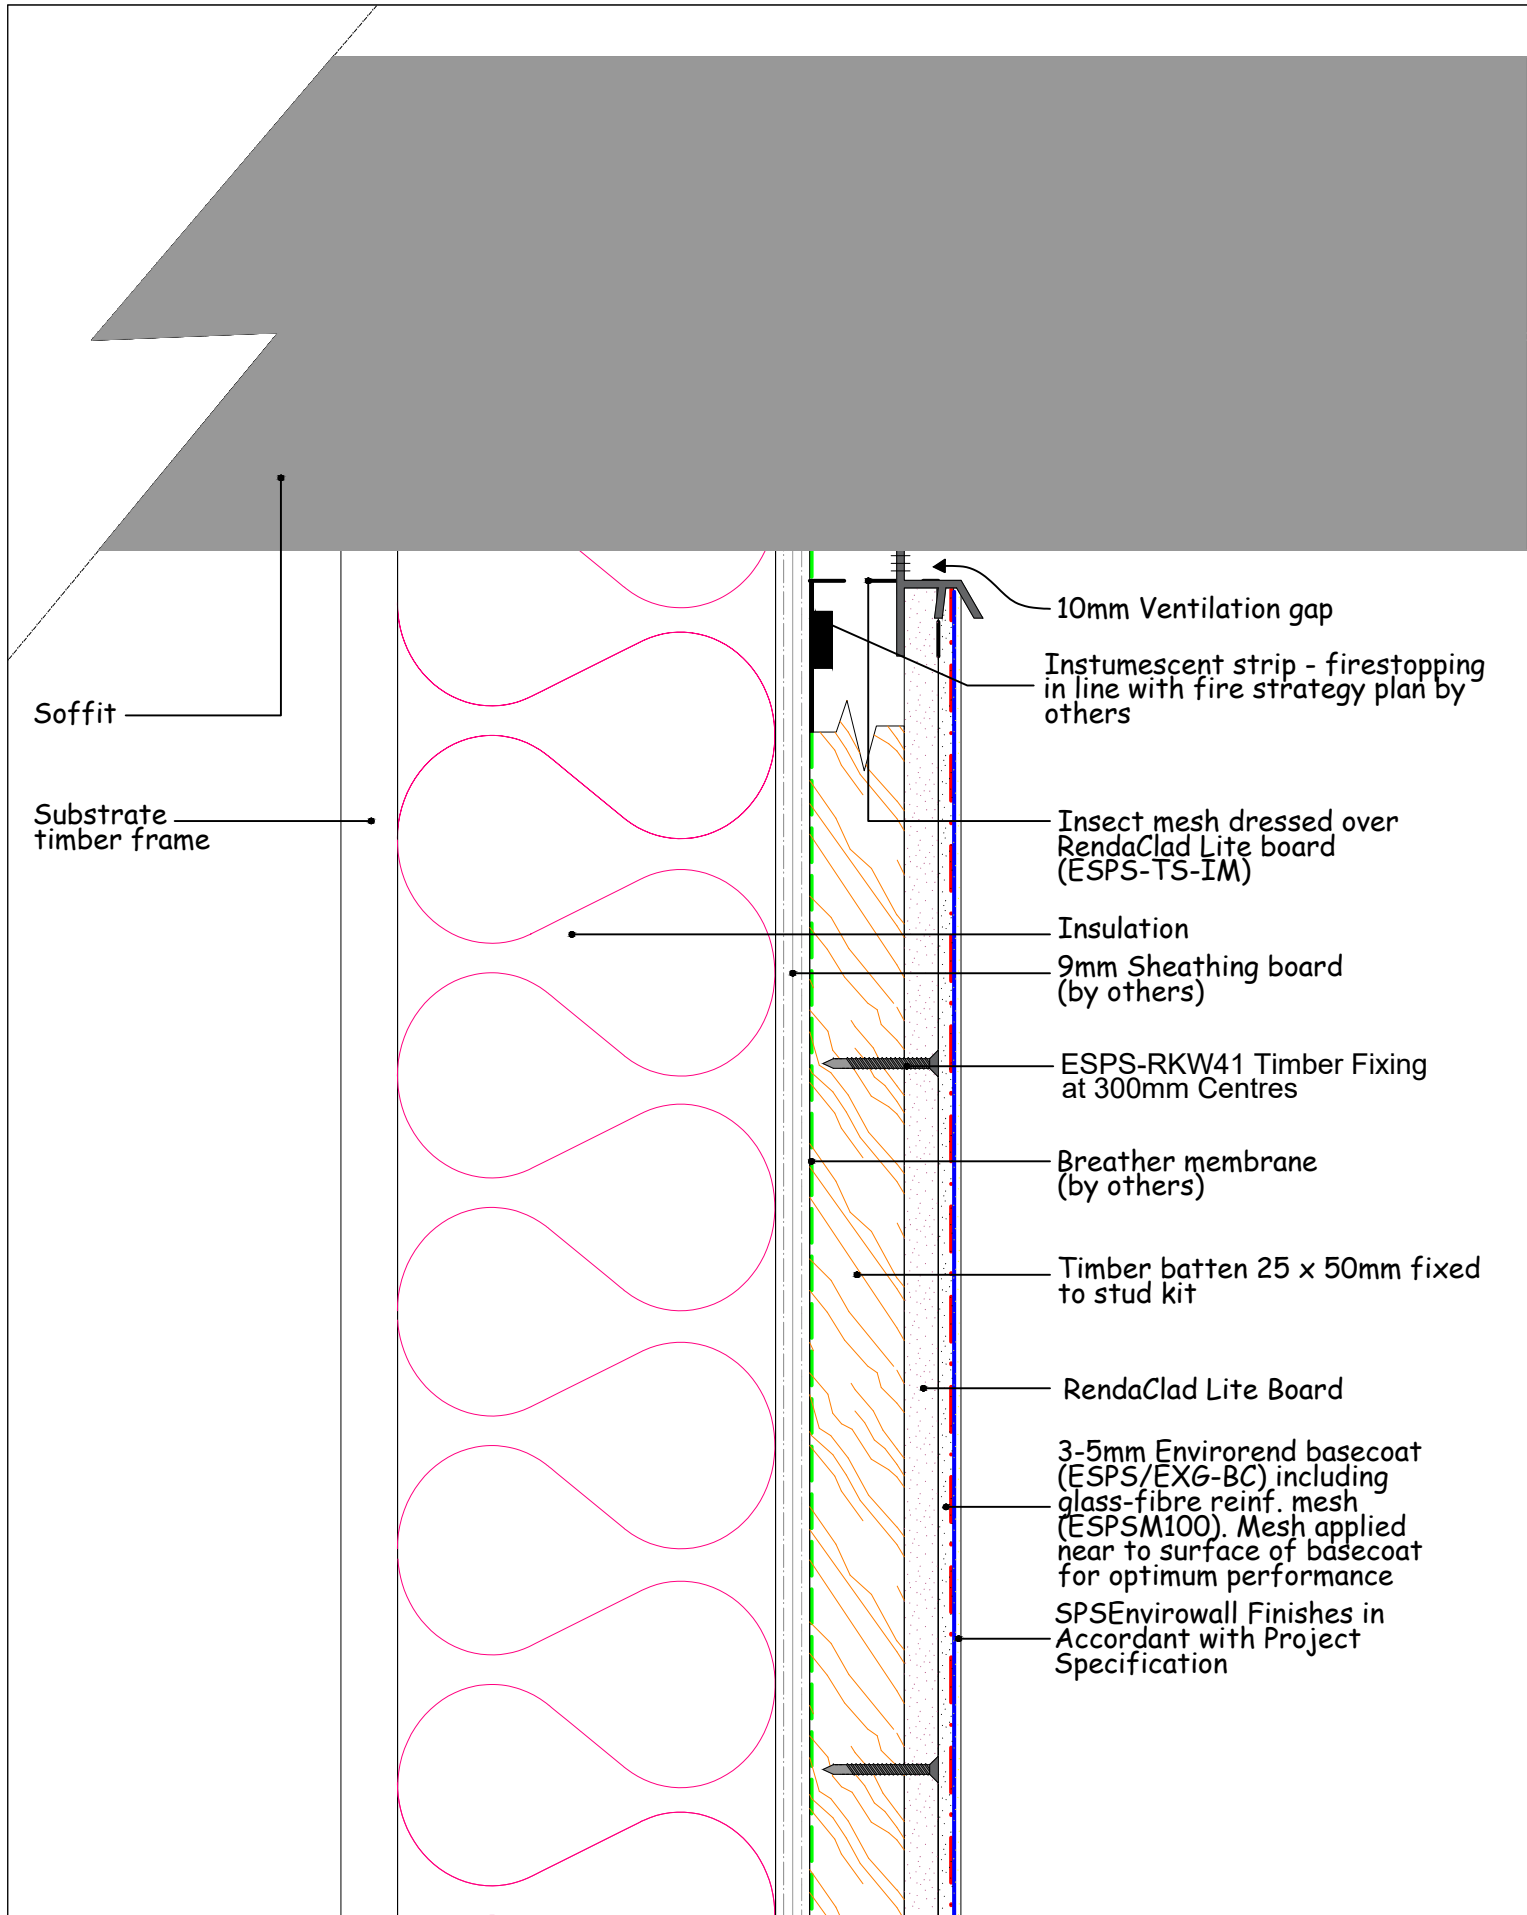 Soffit
Substrate
timber frame
10mm Ventilation gap
Instumescent strip - firestopping
in line with fire strategy plan by
others
Insect mesh dressed over
RendaClad Lite board
(ESPS-TS-IM)
Insulation
9mm Sheathing board
(by others)
ESPS-RKW41 Timber Fixing
at 300mm Centres
Breather membrane
(by others)
Timber batten 25 x 50mm fixed
to stud kit
RendaClad Lite Board
3-5mm Envirorend basecoat
(ESPS/EXG-BC) including
glass-fibre reinf. mesh
(ESPSM100). Mesh applied
near to surface of basecoat
for optimum performance
SPSEnvirowall Finishes in
Accordant with Project
Specification